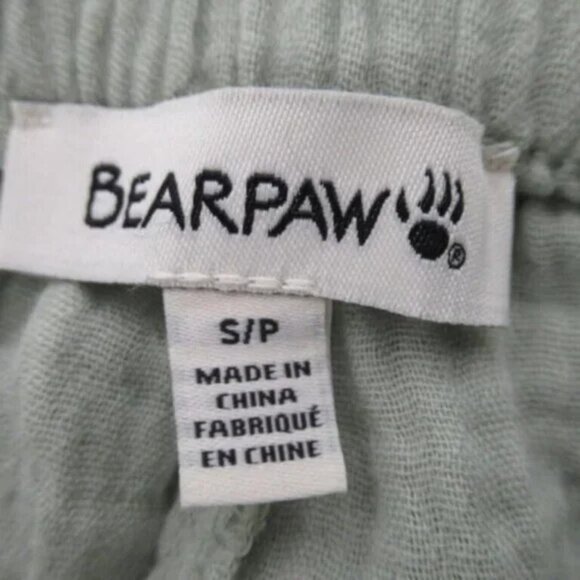 BEARPAW®
S/P
MADE IN
CHINA
FABRIQUÉ
EN CHINE